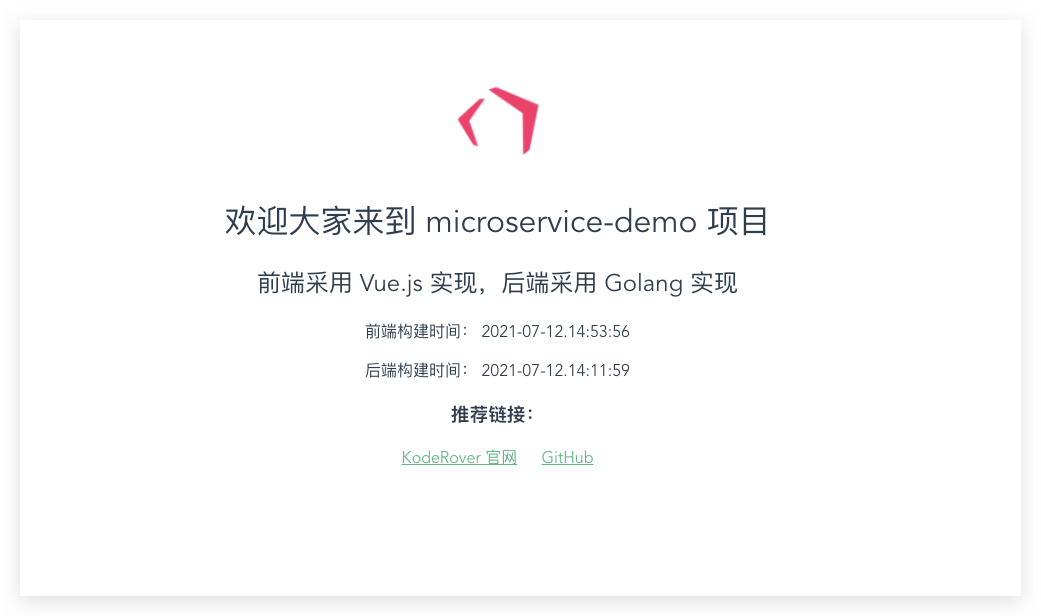 欢迎大家来到 microservice-demo 项目
前端采用 Vue.js 实现，后端采用 Golang 实现
前端构建时间： 2021-07-12.14:53:56
后端构建时间： 2021-07-12.14:11:59
推荐链接：
KodeRover 官网 GitHub